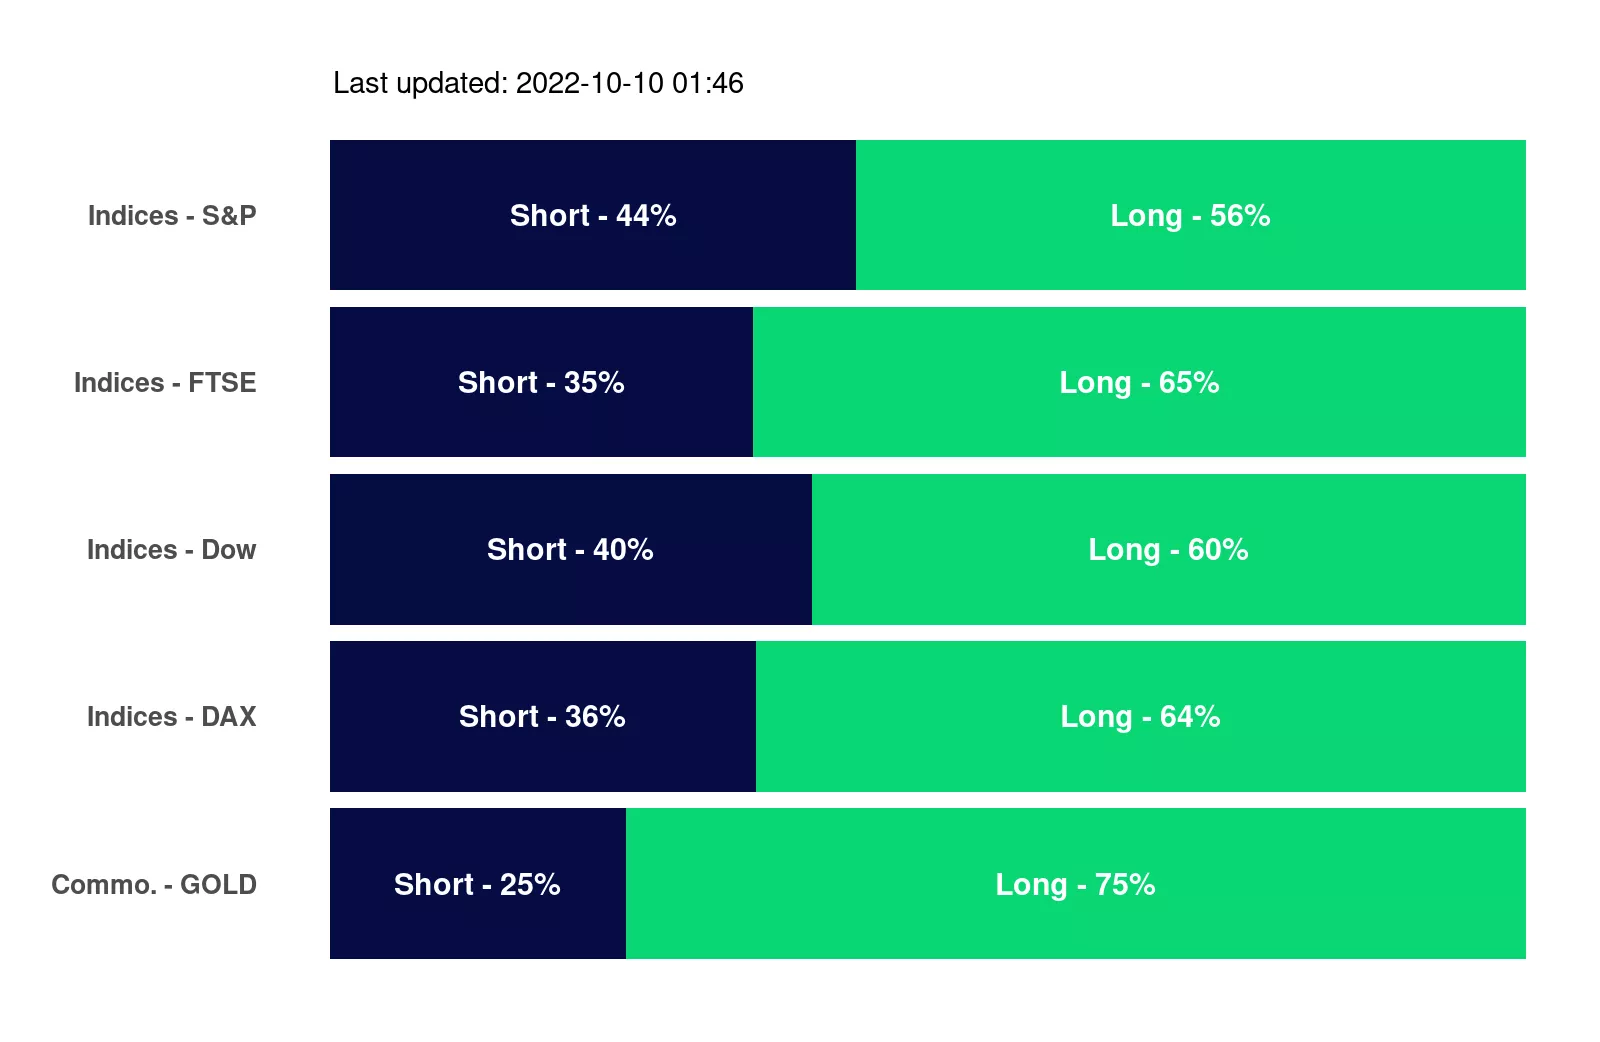 Last updated: 2022-10-10 01:46
Indices - S&P Short - 44% Long - 56%
Indices - FTSE Short - 35% Long - 65%
Indices - Dow Short - 40% Long - 60%
Indices - DAX Short - 36% Long - 64%
Commo. - GOLD Short - 25% Long - 75%